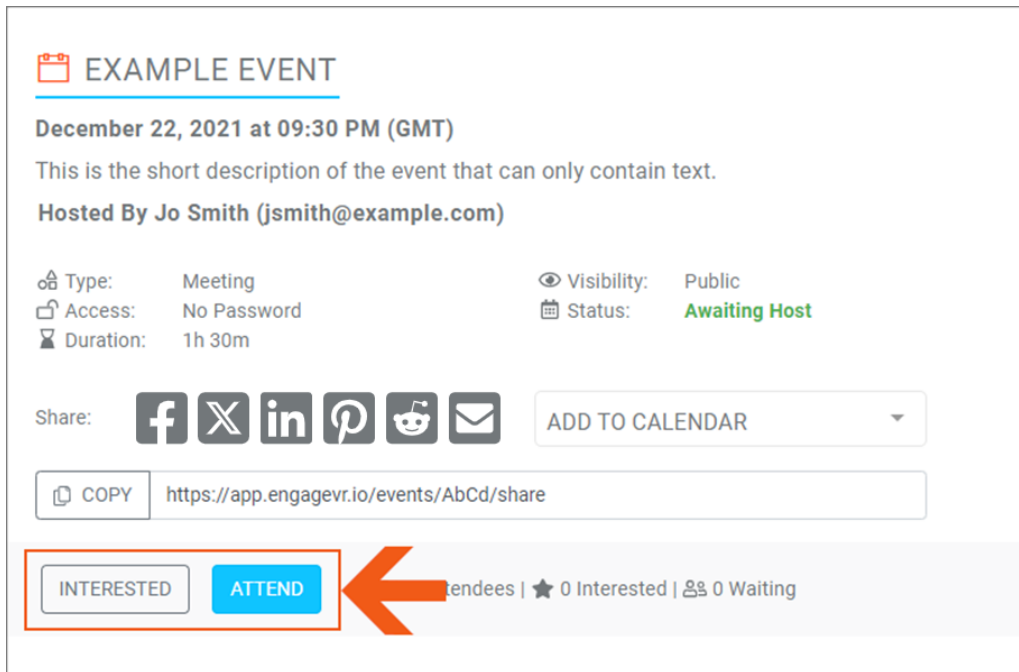 EXAMPLE EVENT
December 22, 2021 at 09:30 PM (GMT)
This is the short description of the event that can only contain text.
Hosted By Jo Smith (jsmith@example.com)
Type: Meeting Visibility: Public
Access: No Password Status: Awaiting Host
Duration: 1h 30m
Share: ADD TO CALENDAR
COPY https://app.engagevr.io/events/AbCd/share
INTERESTED ATTEND | 0 Interested | 0 Waiting